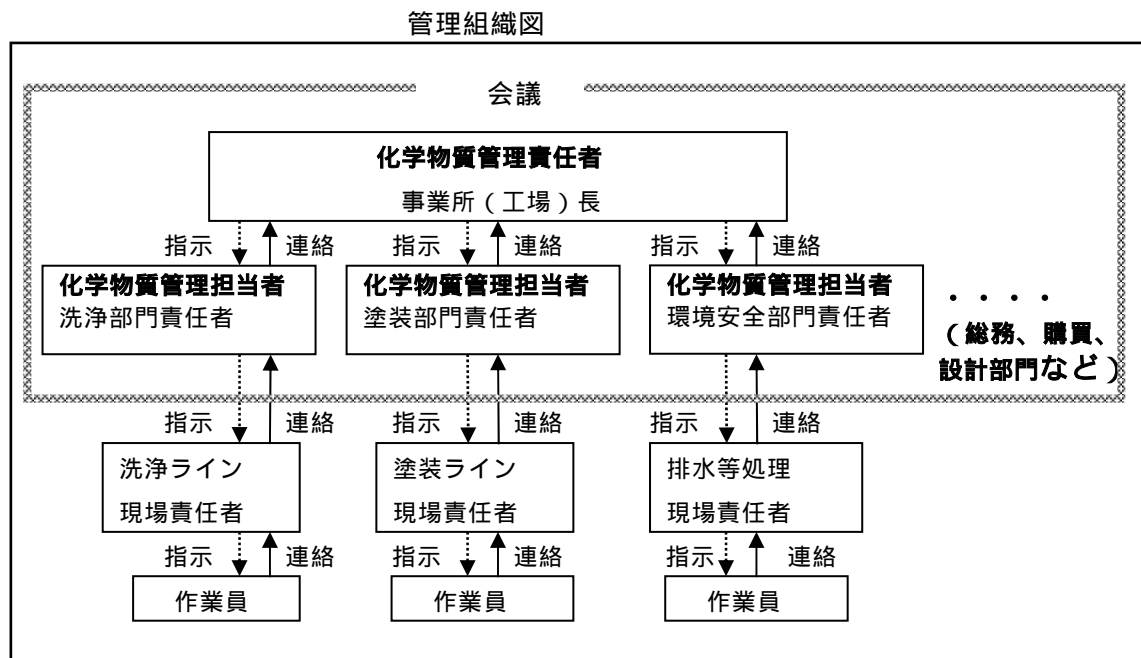 管理組織図
会議
化学物質管理責任者
事業所(工場)長
指示 連絡 指示 連絡 指示 連絡
化学物質管理担当者
洗浄部門責任者
化学物質管理担当者
塗装部門責任者
化学物質管理担当者
環境安全部門責任者
・・・・
(総務、購買、
設計部門など)
指示 連絡 指示 連絡 指示 連絡
洗浄ライン
現場責任者
塗装ライン
現場責任者
排水等処理
現場責任者
指示 連絡 指示 連絡 指示 連絡
作業員 作業員 作業員